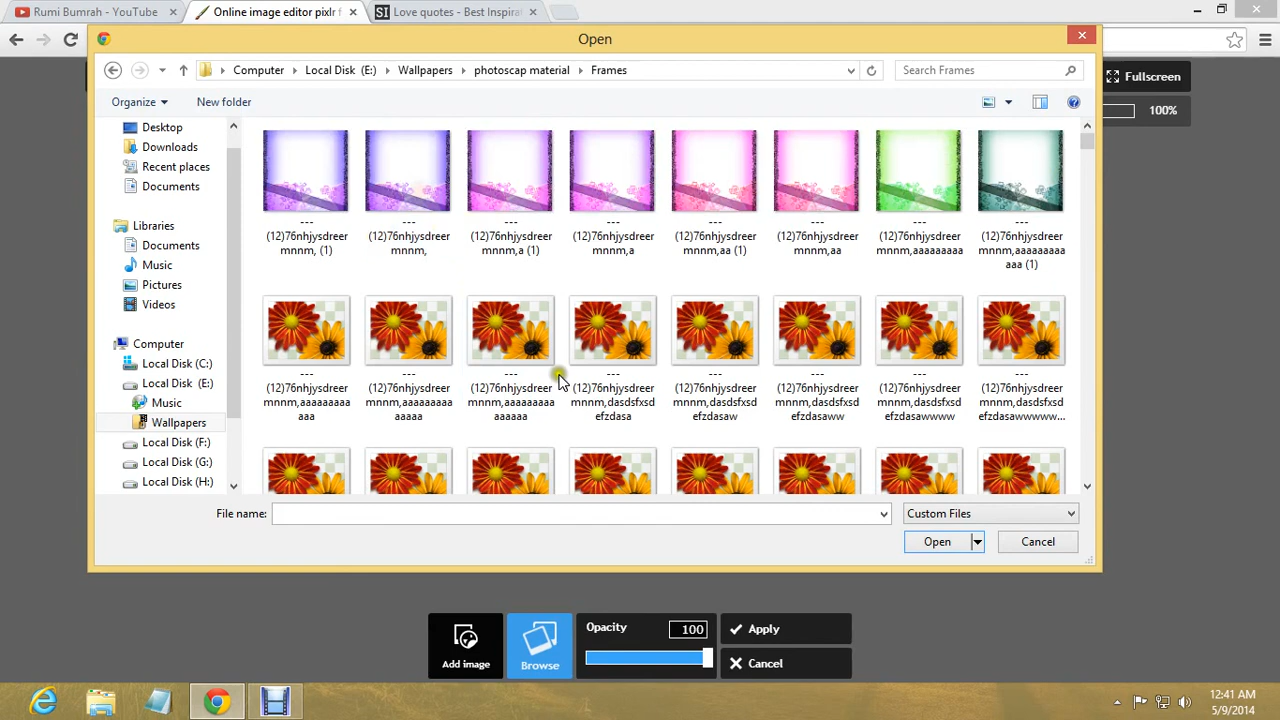 Rumi Bumrah - YouTube
Online image editor pixlr f
Love quotes - Best Inspirat
Open
Computer
Local Disk (E:)
Wallpapers
photoscap material
Frames
Search Frames
Organize
New folder
Fullscreen
100%
Desktop
Downloads
Recent places
Documents
Libraries
Documents
Music
Pictures
Videos
Computer
Local Disk (C:)
Local Disk (E:)
Music
Wallpapers
Local Disk (F:)
Local Disk (G:)
Local Disk (H:)
---
(12)76nhjysdreer
mnnm, (1)
---
(12)76nhjysdreer
mnnm,
---
(12)76nhjysdreer
mnnm,a (1)
---
(12)76nhjysdreer
mnnm,a
---
(12)76nhjysdreer
mnnm,aa (1)
---
(12)76nhjysdreer
mnnm,aa
---
(12)76nhjysdreer
mnnm,aaaaaaaaa
---
(12)76nhjysdreer
mnnm,aaaaaaaaa
aaa (1)
---
(12)76nhjysdreer
mnnm,aaaaaaaaa
aaaa
---
(12)76nhjysdreer
mnnm,aaaaaaaaa
aaaaa
---
(12)76nhjysdreer
mnnm,aaaaaaaaa
aaaaaa
---
(12)76nhjysdreer
mnnm,dasdsfxsd
efzdasa
---
(12)76nhjysdreer
mnnm,dasdsfxsd
efzdasaw
---
(12)76nhjysdreer
mnnm,dasdsfxsd
efzdasaww
---
(12)76nhjysdreer
mnnm,dasdsfxsd
efzdasawwww
---
(12)76nhjysdreer
mnnm,dasdsfxsd
efzdasawwwww...
File name:
Custom Files
Open
Cancel
Add image
Browse
Opacity
100
Apply
Cancel
12:41 AM
5/9/2014